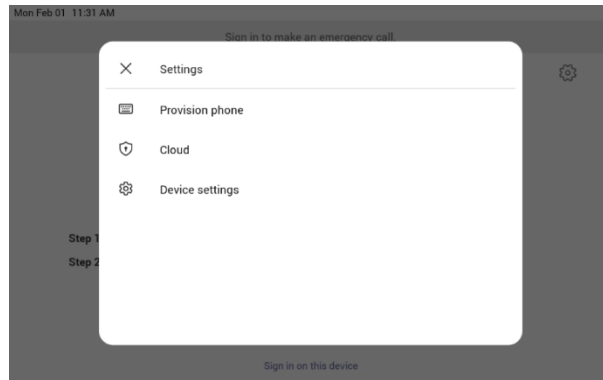 Mon Feb 01 11:31 AM
Sign in to make an emergency call.
Settings
Provision phone
Cloud
Device settings
Step 1
Step 2
Sign in on this device